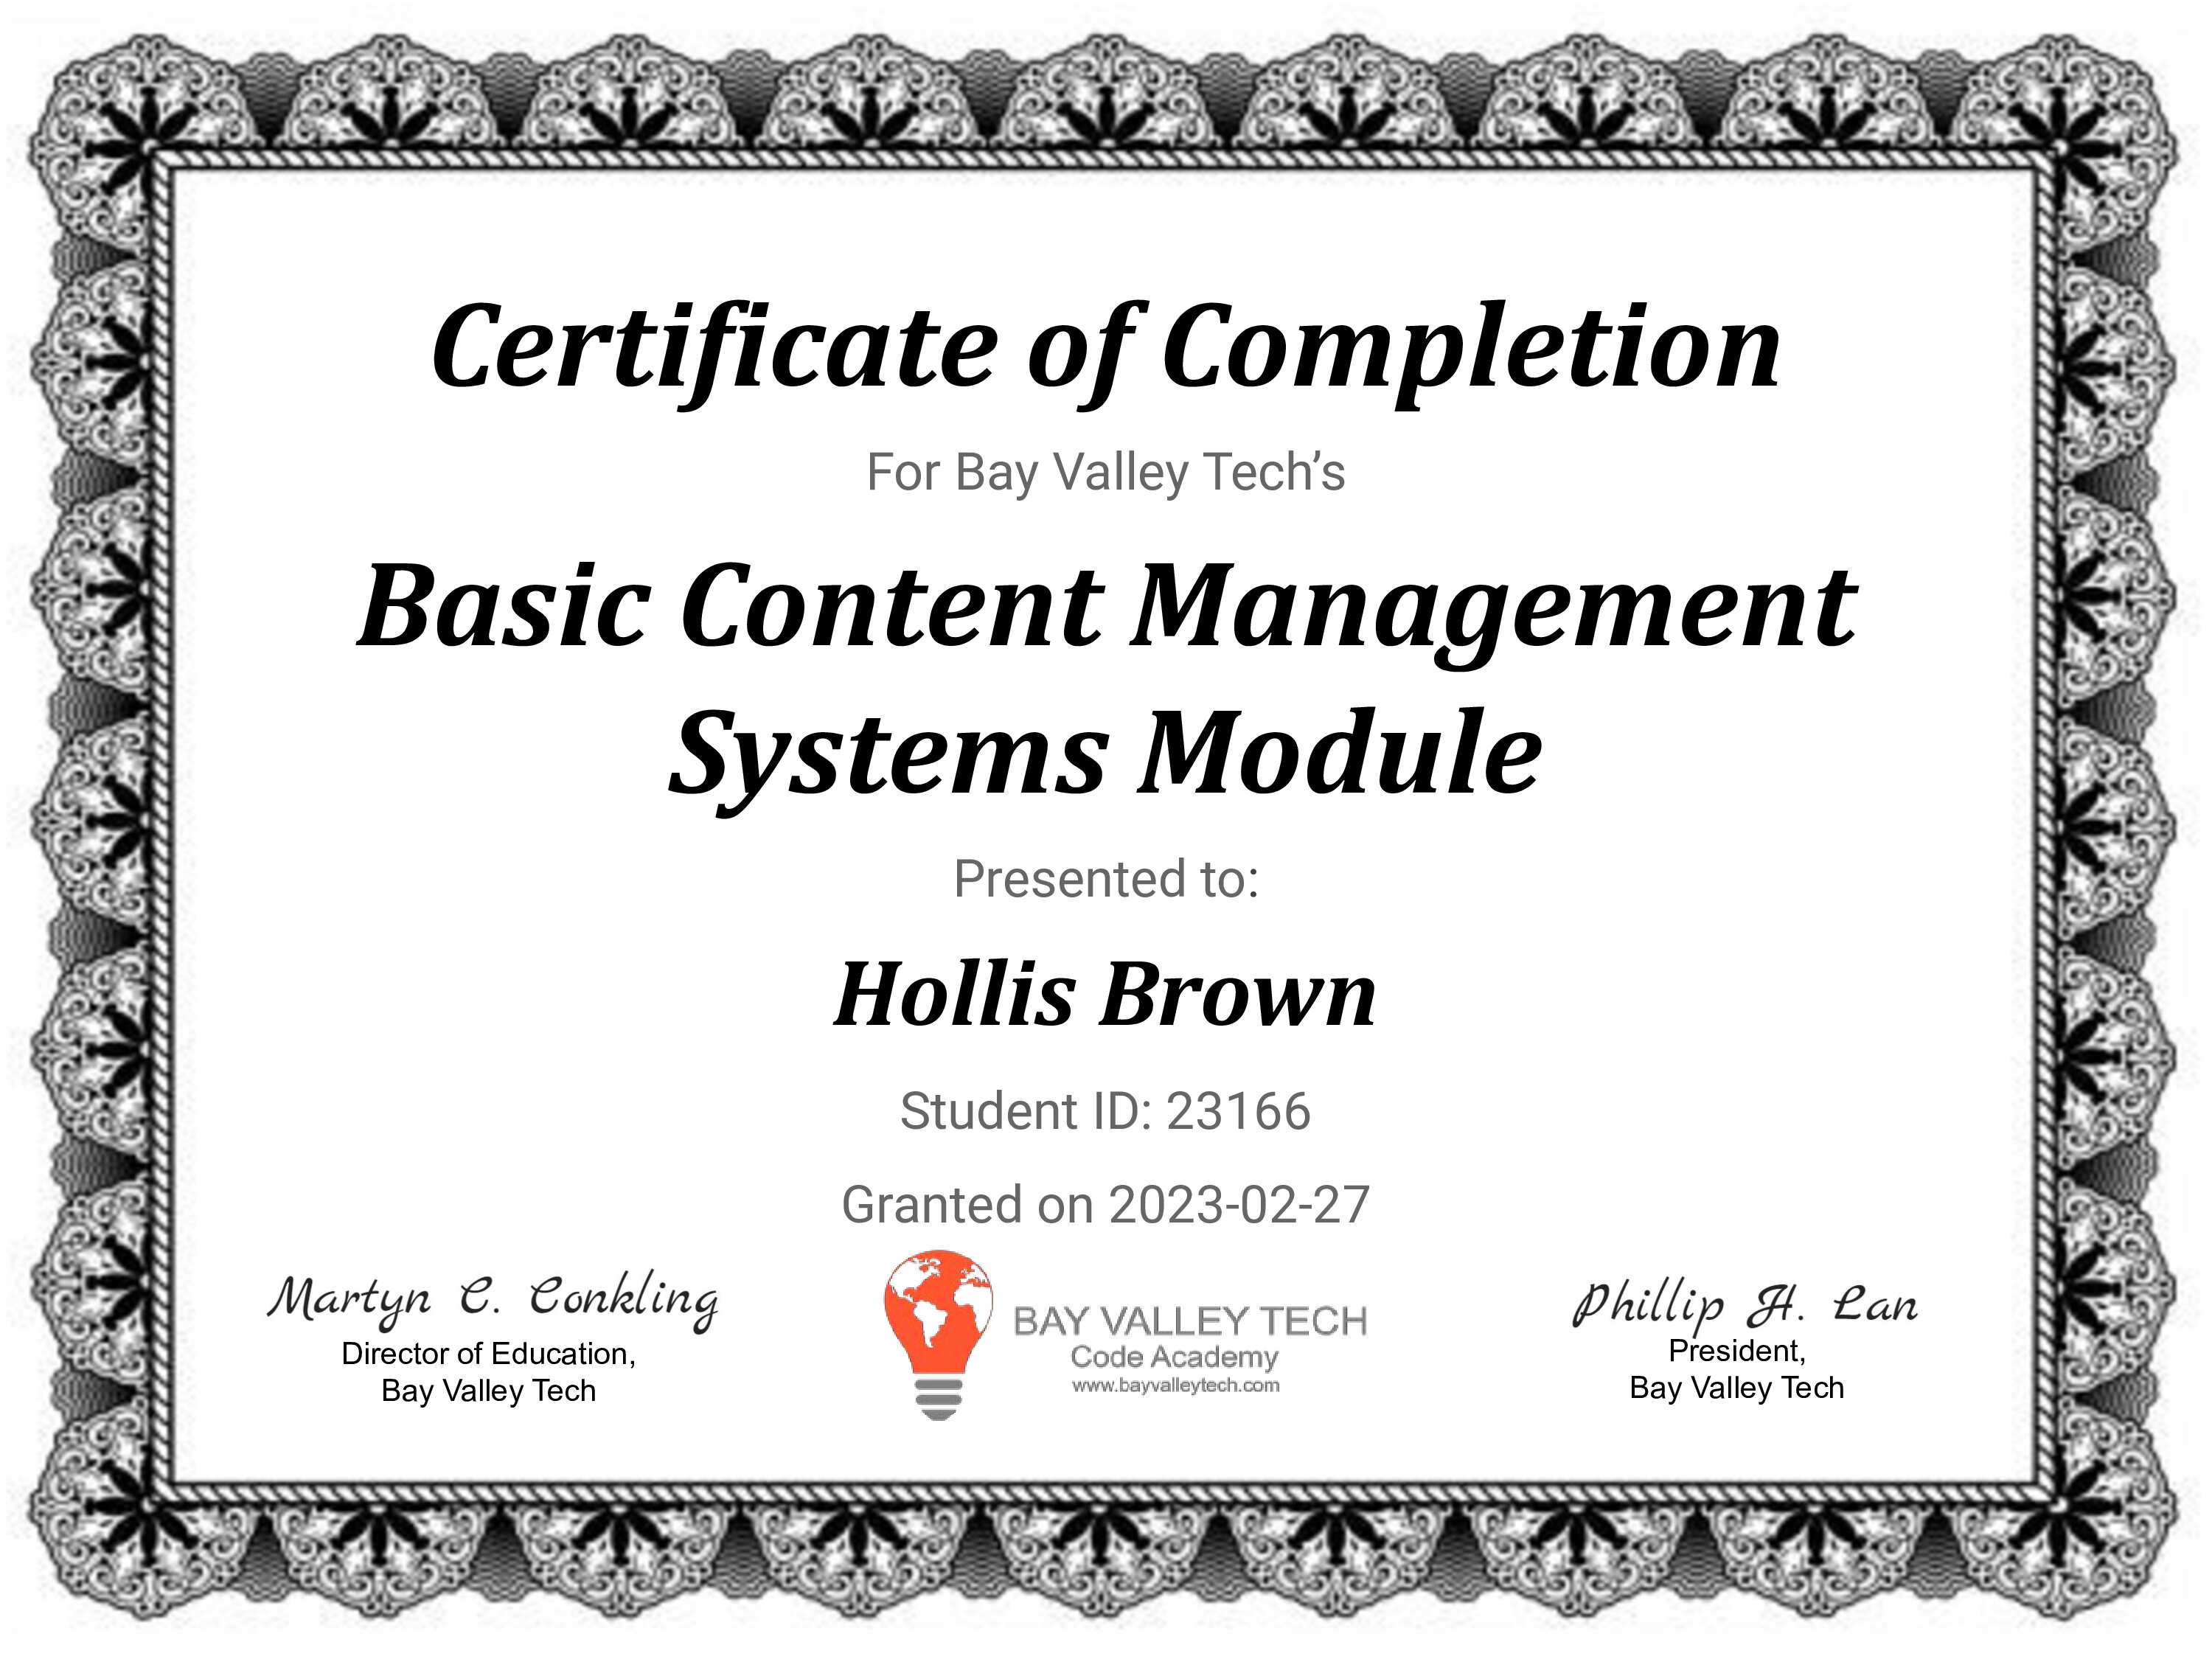 Certificate of Completion
For Bay Valley Tech’s
Basic Content Management
Systems Module
Presented to:
Hollis Brown
Student ID: 23166
Granted on 2023-02-27
Martyn C. Conkling
Director of Education,
Bay Valley Tech
BAY VALLEY TECH
Code Academy
www.bayvalleytech.com
Phillip H. Lan
President,
Bay Valley Tech